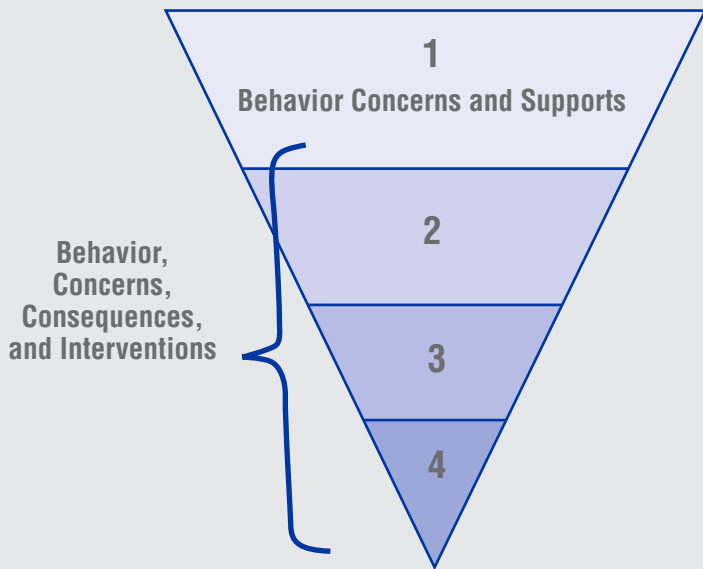 1
Behavior Concerns and Supports
2
Behavior,
Concerns,
Consequences,
and Interventions
3
4